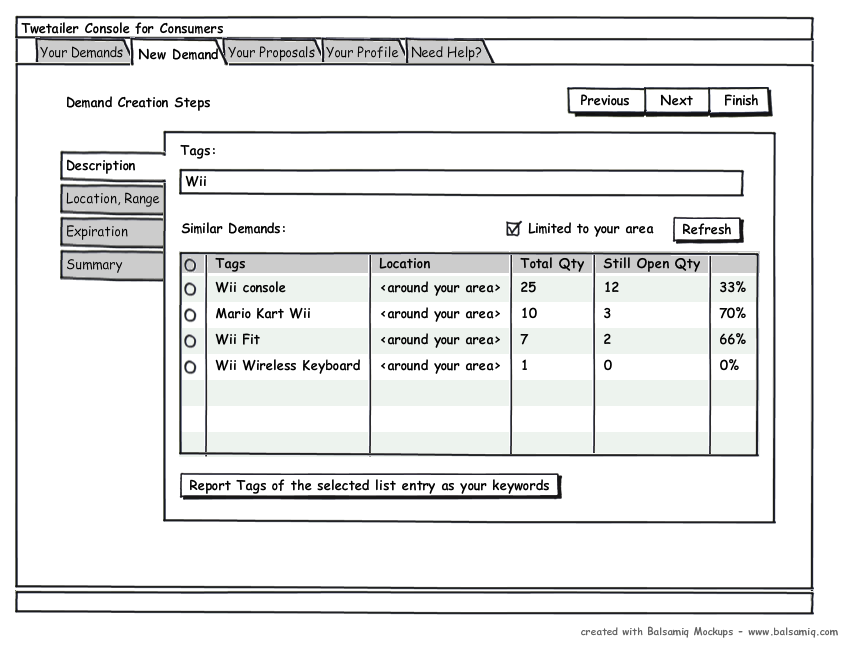 Twetailer Console for Consumers
Your Demands New Demand Your Proposals Your Profile Need Help?
Demand Creation Steps
Previous Next Finish
Description
Location, Range
Expiration
Summary
Tags:
Wii
Similar Demands: Limited to your area Refresh
Tags Location Total Qty Still Open Qty
Wii console <around your area> 25 12 33%
Mario Kart Wii <around your area> 10 3 70%
Wii Fit <around your area> 7 2 66%
Wii Wireless Keyboard <around your area> 1 0 0%
Report Tags of the selected list entry as your keywords
created with Balsamiq Mockups - www.balsamiq.com